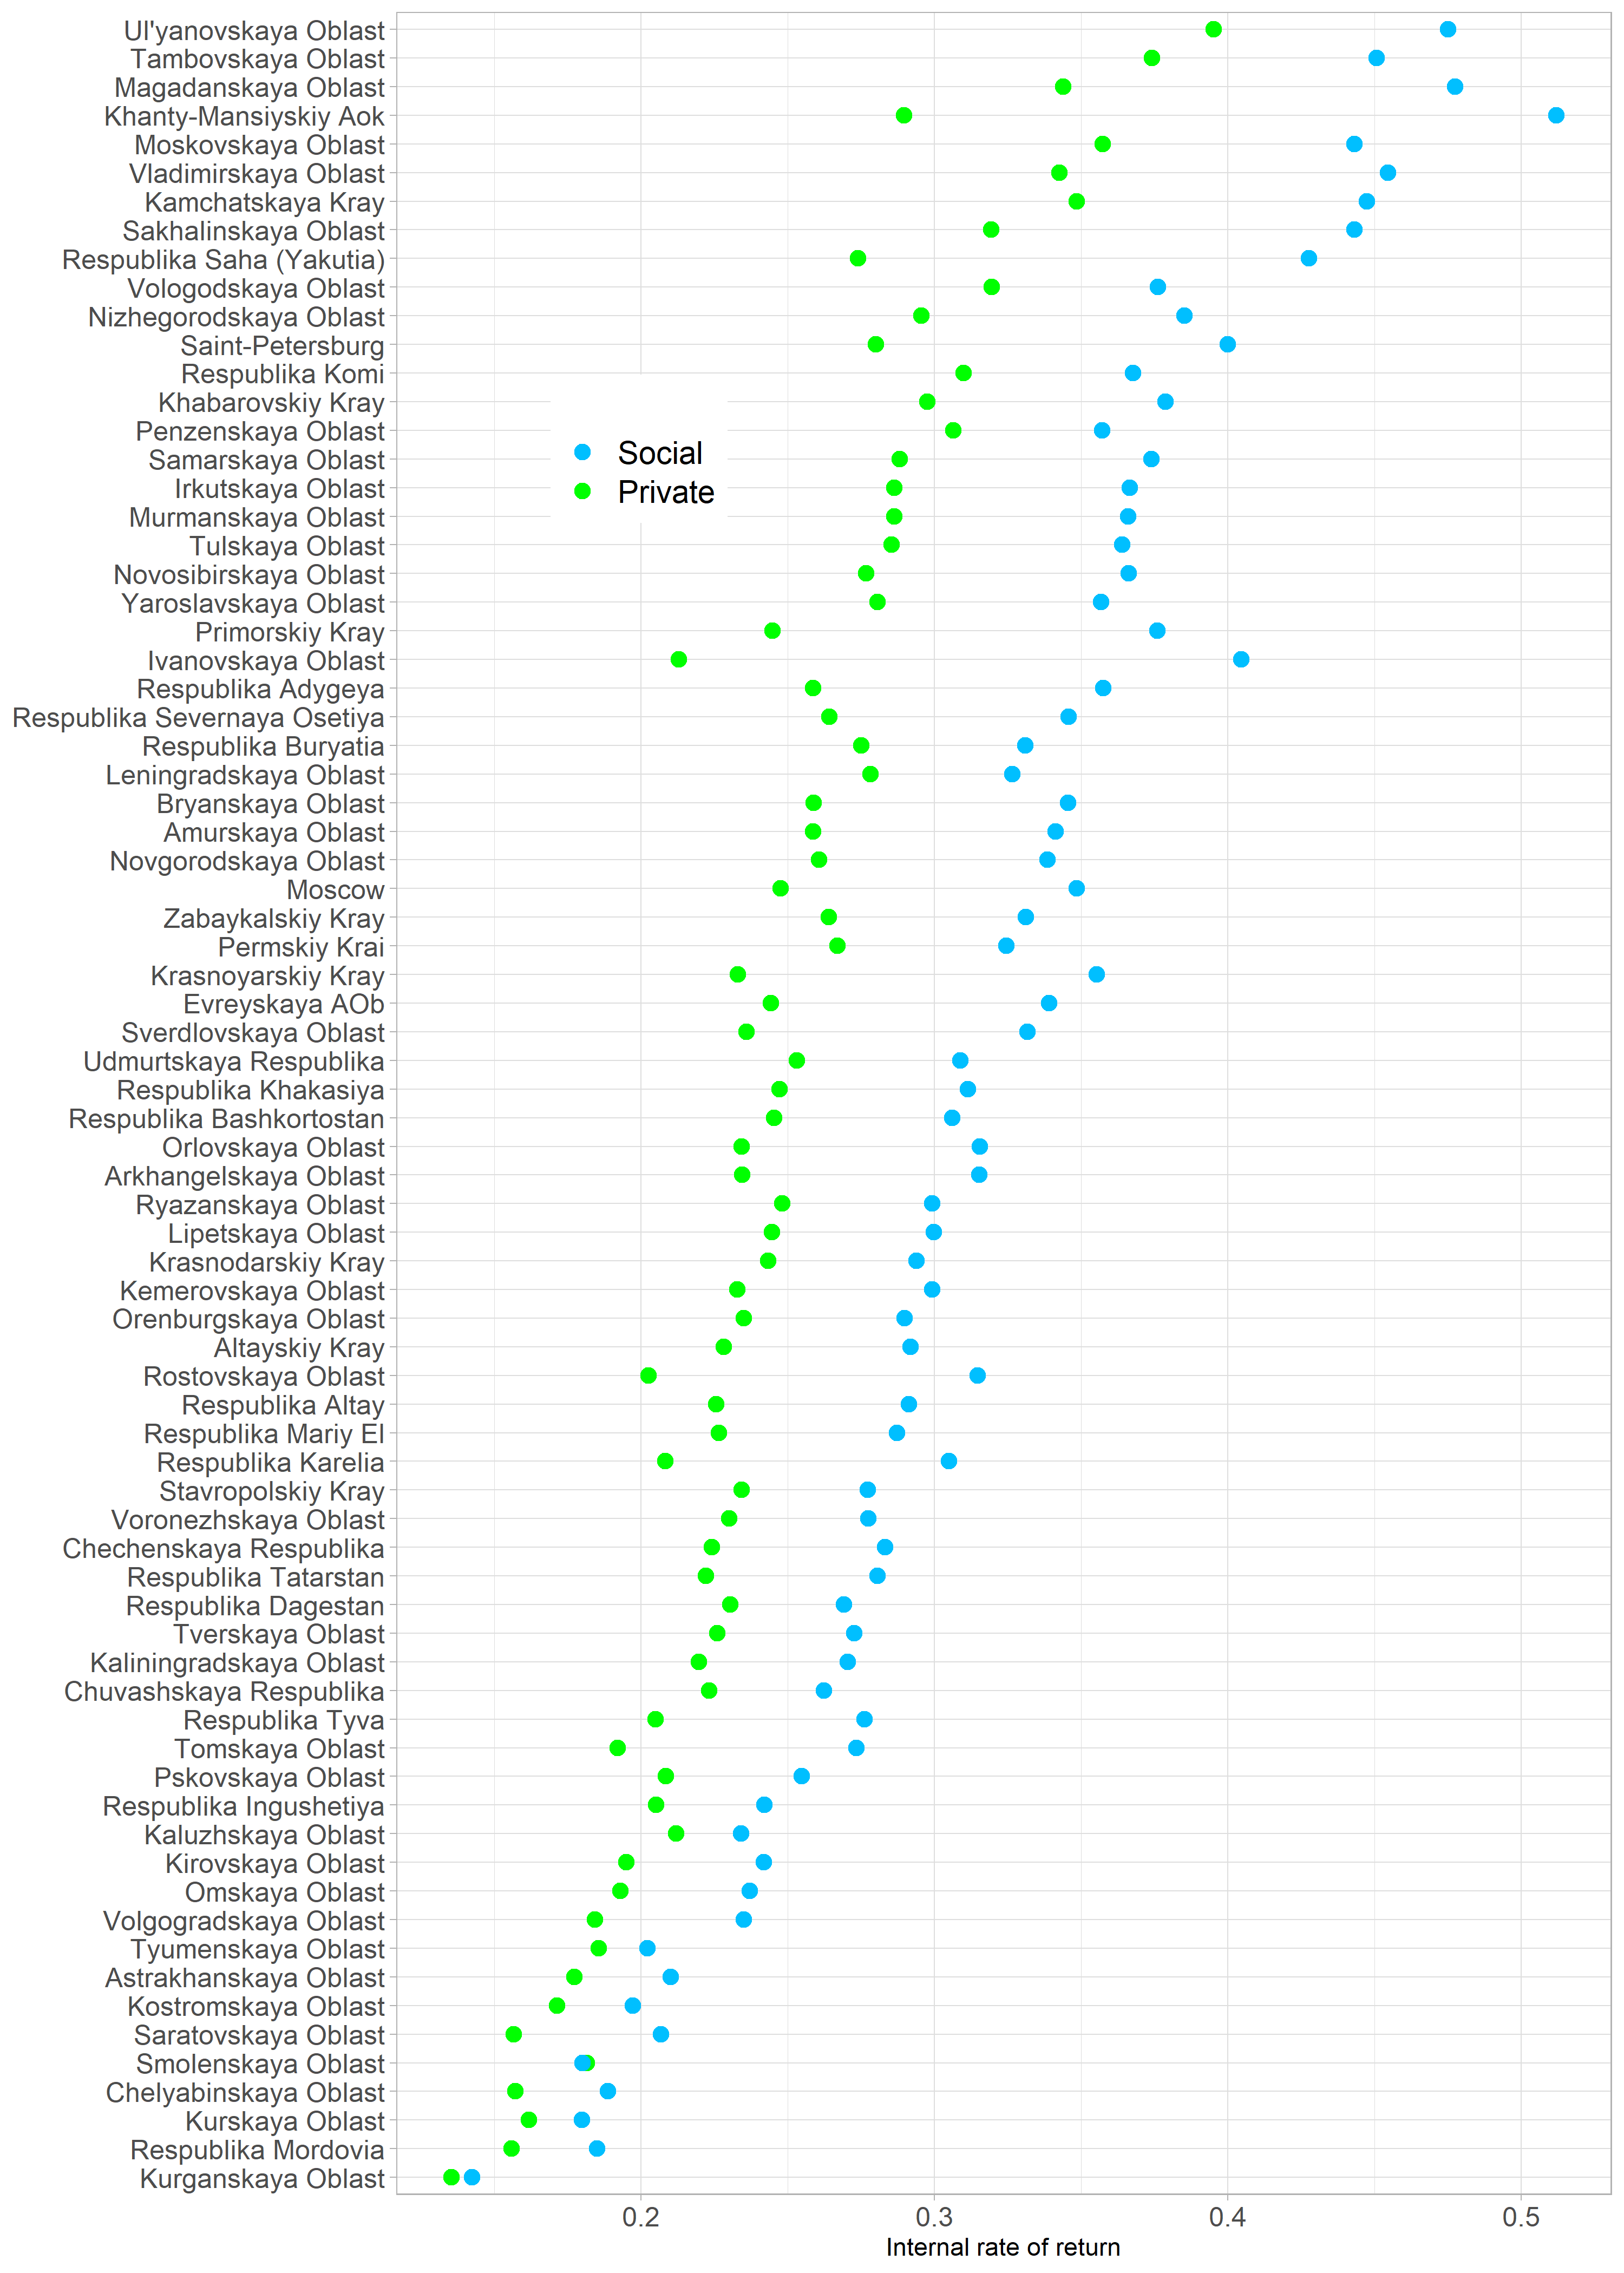 Ul'yanovskaya Oblast
Tambovskaya Oblast
Magadanskaya Oblast
Khanty-Mansiyskiy Aok
Moskovskaya Oblast
Vladimirskaya Oblast
Kamchatskaya Kray
Sakhalinskaya Oblast
Respublika Saha (Yakutia)
Vologodskaya Oblast
Nizhegorodskaya Oblast
Saint-Petersburg
Respublika Komi
Khabarovskiy Kray
Penzenskaya Oblast
Samarskaya Oblast
Irkutskaya Oblast
Murmanskaya Oblast
Tulskaya Oblast
Novosibirskaya Oblast
Yaroslavskaya Oblast
Primorskiy Kray
Ivanovskaya Oblast
Respublika Adygeya
Respublika Severnaya Osetiya
Respublika Buryatia
Leningradskaya Oblast
Bryanskaya Oblast
Amurskaya Oblast
Novgorodskaya Oblast
Moscow
Zabaykalskiy Kray
Permskiy Krai
Krasnoyarskiy Kray
Evreyskaya AOb
Sverdlovskaya Oblast
Udmurtskaya Respublika
Respublika Khakasiya
Respublika Bashkortostan
Orlovskaya Oblast
Arkhangelskaya Oblast
Ryazanskaya Oblast
Lipetskaya Oblast
Krasnodarskiy Kray
Kemerovskaya Oblast
Orenburgskaya Oblast
Altayskiy Kray
Rostovskaya Oblast
Respublika Altay
Respublika Mariy El
Respublika Karelia
Stavropolskiy Kray
Voronezhskaya Oblast
Chechenskaya Respublika
Respublika Tatarstan
Respublika Dagestan
Tverskaya Oblast
Kaliningradskaya Oblast
Chuvashskaya Respublika
Respublika Tyva
Tomskaya Oblast
Pskovskaya Oblast
Respublika Ingushetiya
Kaluzhskaya Oblast
Kirovskaya Oblast
Omskaya Oblast
Volgogradskaya Oblast
Tyumenskaya Oblast
Astrakhanskaya Oblast
Kostromskaya Oblast
Saratovskaya Oblast
Smolenskaya Oblast
Chelyabinskaya Oblast
Kurskaya Oblast
Respublika Mordovia
Kurganskaya Oblast
Social
Private
0.2 0.3 0.4 0.5
Internal rate of return